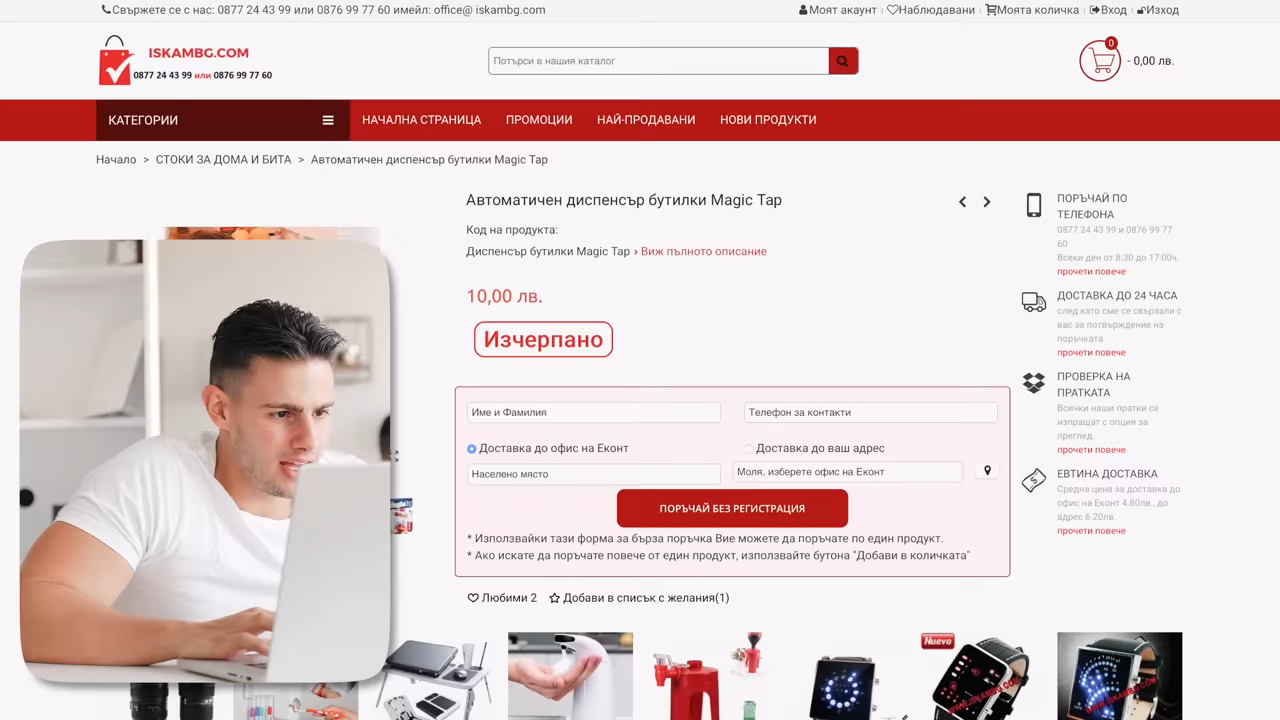 Свържете се с нас: 0877 24 43 99 или 0876 99 77 60 имейл: office@ iskambg.com
Моят акаунт
Наблюдавани
Моята количка
Вход
Изход
ISKAMBG.COM
0877 24 43 99 или 0876 99 77 60
Потърси в нашия каталог
0
- 0,00 лв.
КАТЕГОРИИ
НАЧАЛНА СТРАНИЦА
ПРОМОЦИИ
НАЙ-ПРОДАВАНИ
НОВИ ПРОДУКТИ
Начало > СТОКИ ЗА ДОМА И БИТА > Автоматичен диспенсър бутилки Magic Tap
Автоматичен диспенсър бутилки Magic Tap
Код на продукта:
Диспенсър бутилки Magic Tap › Виж пълното описание
10,00 лв.
Изчерпано
Име и Фамилия
Телефон за контакти
Доставка до офис на Еконт
Доставка до ваш адрес
Населено място
Моля, изберете офис на Еконт
ПОРЪЧАЙ БЕЗ РЕГИСТРАЦИЯ
* Използвайки тази форма за бърза поръчка Вие можете да поръчате по един продукт.
* Ако искате да поръчате повече от един продукт, използвайте бутона "Добави в количката"
Любими 2
Добави в списък с желания(1)
ПОРЪЧАЙ ПО
ТЕЛЕФОНА
0877 24 43 99 и 0876 99 77
60
Всеки ден от 8:30 до 17:00ч.
прочети повече
ДОСТАВКА ДО 24 ЧАСА
след като сме се свързали с
вас за потвърждение на
поръчката
прочети повече
ПРОВЕРКА НА
ПРАТКАТА
Всички наши пратки се
изпращат с опция за
преглед.
прочети повече
ЕВТИНА ДОСТАВКА
Средна цена за доставка до
офис на Еконт 4.80лв., до
адрес 6.20лв.
прочети повече
Nuevo
WWW.ISKAMBG.COM